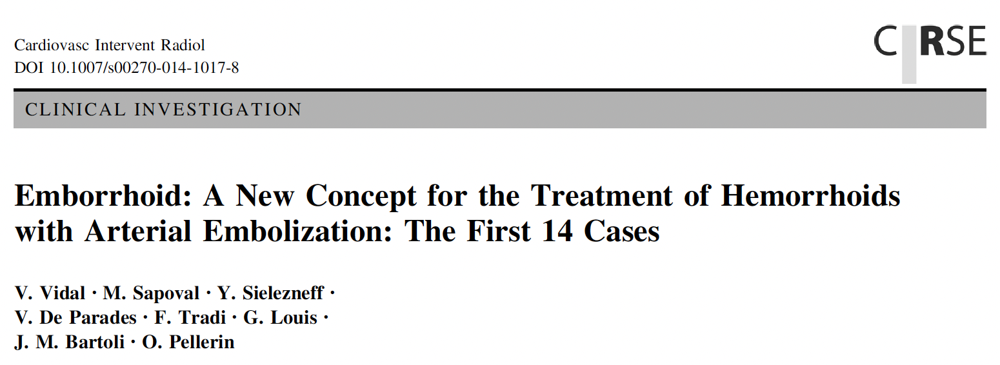 Cardiovasc Intervent Radiol
DOI 10.1007/s00270-014-1017-8
CIRSE
CLINICAL INVESTIGATION
Emborrhoid: A New Concept for the Treatment of Hemorrhoids
with Arterial Embolization: The First 14 Cases
V. Vidal · M. Sapoval · Y. Sielezneff ·
V. De Parades · F. Tradi · G. Louis ·
J. M. Bartoli · O. Pellerin